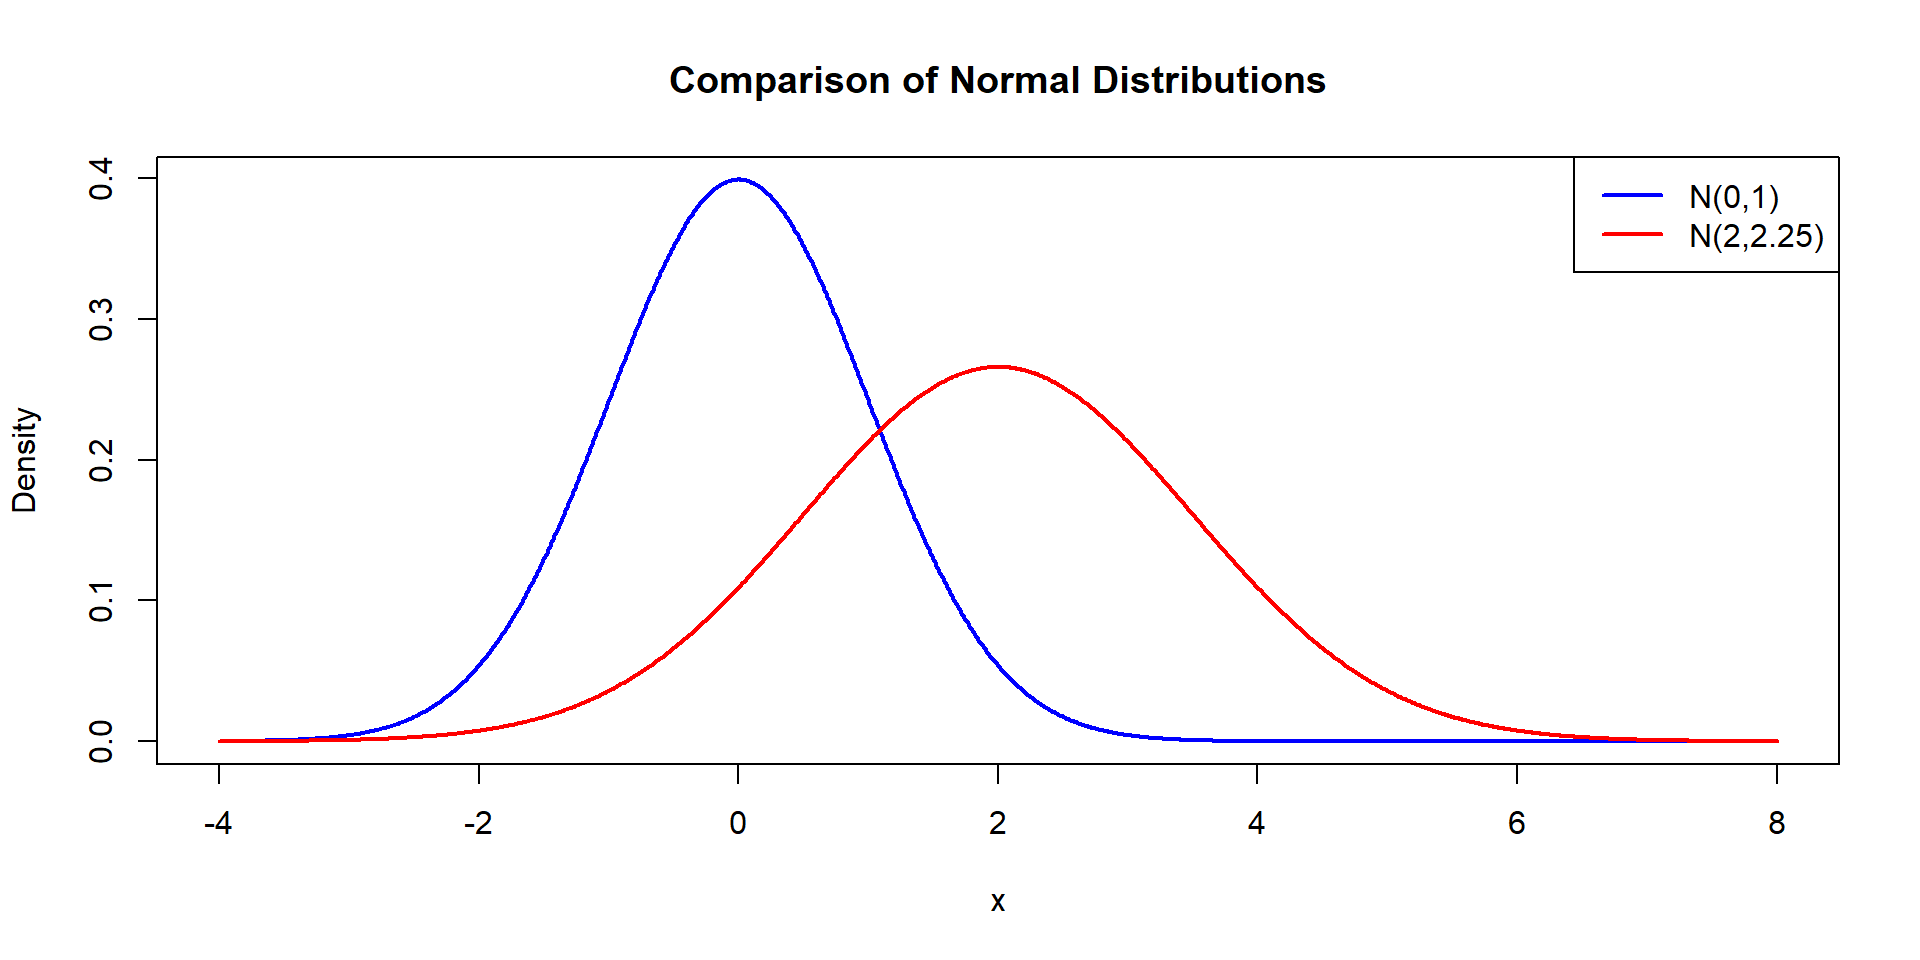 Comparison of Normal Distributions
N(0,1)
N(2,2.25)
Density
0.4
0.3
0.2
0.1
0.0
-4 -2 0 2 4 6 8
x